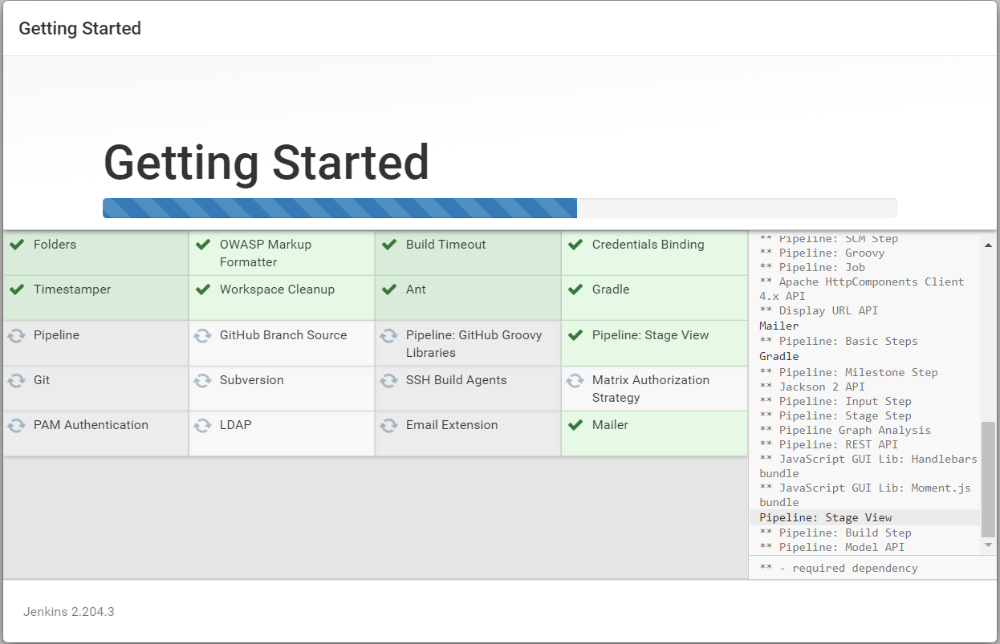 Getting Started
Getting Started
Folders
OWASP Markup
Formatter
Build Timeout
Credentials Binding
Timestamper
Workspace Cleanup
Ant
Gradle
Pipeline
GitHub Branch Source
Pipeline: GitHub Groovy
Libraries
Pipeline: Stage View
Git
Subversion
SSH Build Agents
Matrix Authorization
Strategy
PAM Authentication
LDAP
Email Extension
Mailer
** Pipeline: SCM Step
** Pipeline: Groovy
** Pipeline: Job
** Apache HttpComponents Client
4.x API
** Display URL API
Mailer
** Pipeline: Basic Steps
Gradle
** Pipeline: Milestone Step
** Jackson 2 API
** Pipeline: Input Step
** Pipeline: Stage Step
** Pipeline Graph Analysis
** Pipeline: REST API
** JavaScript GUI Lib: Handlebars
bundle
** JavaScript GUI Lib: Moment.js
bundle
Pipeline: Stage View
** Pipeline: Build Step
** Pipeline: Model API
** - required dependency
Jenkins 2.204.3